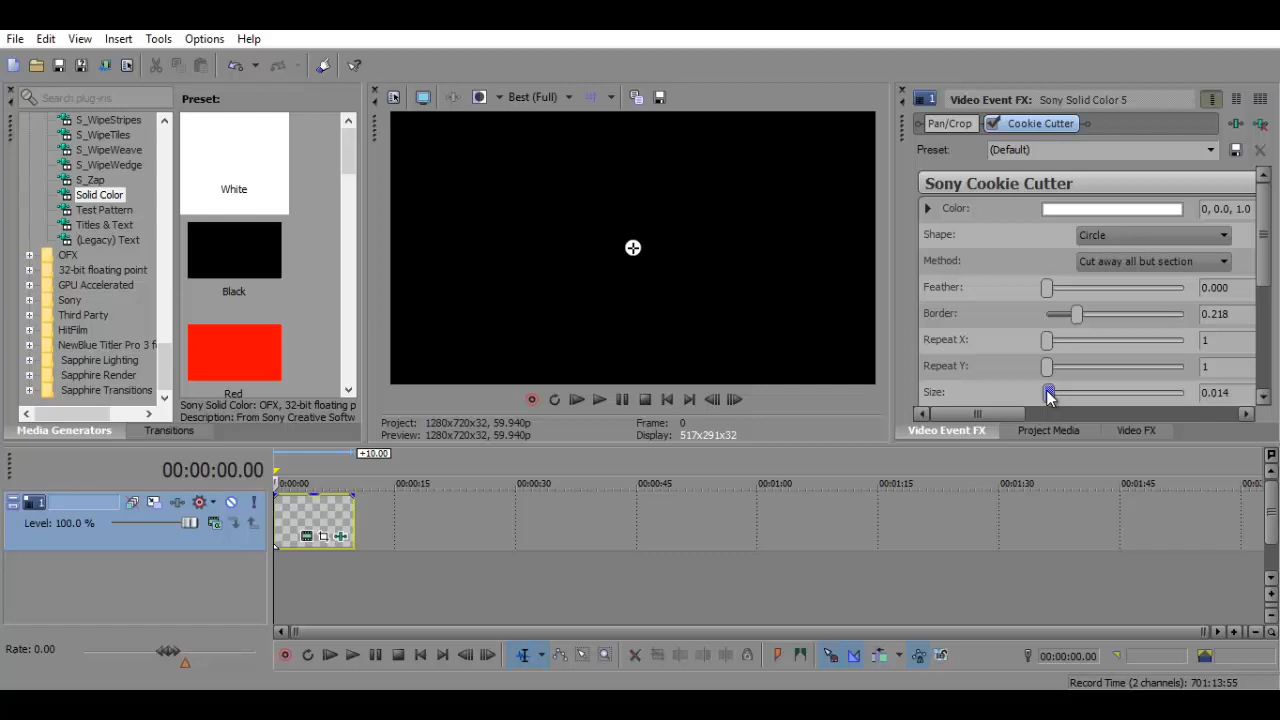 File Edit View Insert Tools Options Help
Search plug-ins
Preset:
S_WipeStripes
S_WipeTiles
S_WipeWeave
S_WipeWedge
S_Zap
Solid Color
Test Pattern
Titles & Text
(Legacy) Text
OFX
32-bit floating point
GPU Accelerated
Sony
Third Party
HitFilm
NewBlue Titler Pro 3 f
Sapphire Lighting
Sapphire Render
Sapphire Transitions
White
Black
Red
Sony Solid Color: OFX, 32-bit floating p
Description: From Sony Creative Softw
Media Generators Transitions
Best (Full)
Project: 1280x720x32, 59.940p
Preview: 1280x720x32, 59.940p
Frame: 0
Display: 517x291x32
1 Video Event FX: Sony Solid Color 5
Pan/Crop Cookie Cutter
Preset: (Default)
Sony Cookie Cutter
Color: 0, 0.0, 1.0
Shape: Circle
Method: Cut away all but section
Feather: 0.000
Border: 0.218
Repeat X: 1
Repeat Y: 1
Size: 0.014
Video Event FX Project Media Video FX
00:00:00.00
+10.00
0:00:00 00:00:15 00:00:30 00:00:45 00:01:00 00:01:15 00:01:30 00:01:45
1
Level: 100.0 %
Rate: 0.00
00:00:00.00
Record Time (2 channels): 701:13:55